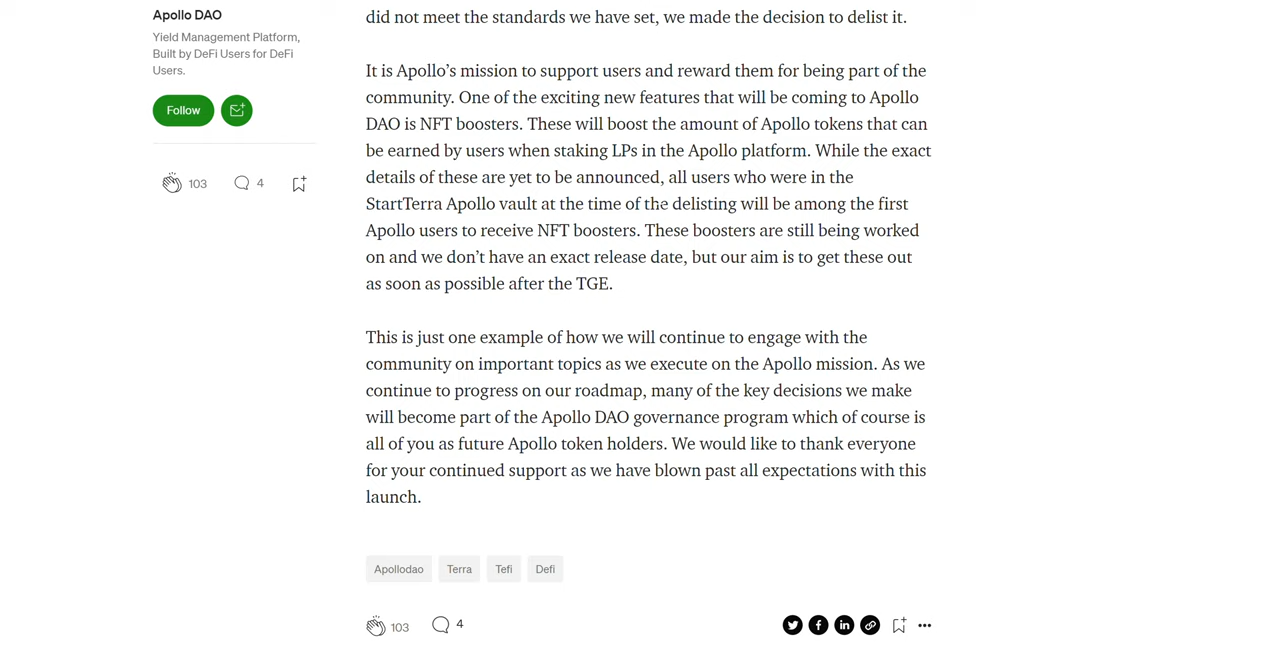 Apollo DAO
Yield Management Platform,
Built by DeFi Users for DeFi
Users.
Follow
103
4
did not meet the standards we have set, we made the decision to delist it.
It is Apollo’s mission to support users and reward them for being part of the
community. One of the exciting new features that will be coming to Apollo
DAO is NFT boosters. These will boost the amount of Apollo tokens that can
be earned by users when staking LPs in the Apollo platform. While the exact
details of these are yet to be announced, all users who were in the
StartTerra Apollo vault at the time of the delisting will be among the first
Apollo users to receive NFT boosters. These boosters are still being worked
on and we don’t have an exact release date, but our aim is to get these out
as soon as possible after the TGE.
This is just one example of how we will continue to engage with the
community on important topics as we execute on the Apollo mission. As we
continue to progress on our roadmap, many of the key decisions we make
will become part of the Apollo DAO governance program which of course is
all of you as future Apollo token holders. We would like to thank everyone
for your continued support as we have blown past all expectations with this
launch.
Apollodao
Terra
Tefi
Defi
103
4